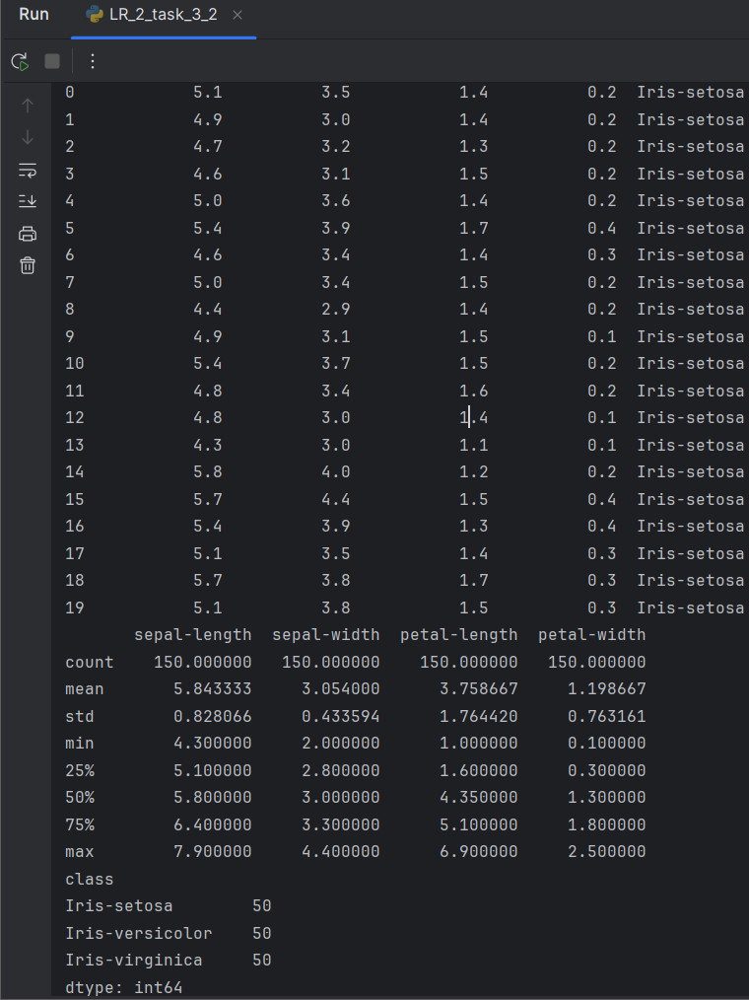 Run LR_2_task_3_2
0 5.1 3.5 1.4 0.2 Iris-setosa
1 4.9 3.0 1.4 0.2 Iris-setosa
2 4.7 3.2 1.3 0.2 Iris-setosa
3 4.6 3.1 1.5 0.2 Iris-setosa
4 5.0 3.6 1.4 0.2 Iris-setosa
5 5.4 3.9 1.7 0.4 Iris-setosa
6 4.6 3.4 1.4 0.3 Iris-setosa
7 5.0 3.4 1.5 0.2 Iris-setosa
8 4.4 2.9 1.4 0.2 Iris-setosa
9 4.9 3.1 1.5 0.1 Iris-setosa
10 5.4 3.7 1.5 0.2 Iris-setosa
11 4.8 3.4 1.6 0.2 Iris-setosa
12 4.8 3.0 1.4 0.1 Iris-setosa
13 4.3 3.0 1.1 0.1 Iris-setosa
14 5.8 4.0 1.2 0.2 Iris-setosa
15 5.7 4.4 1.5 0.4 Iris-setosa
16 5.4 3.9 1.3 0.4 Iris-setosa
17 5.1 3.5 1.4 0.3 Iris-setosa
18 5.7 3.8 1.7 0.3 Iris-setosa
19 5.1 3.8 1.5 0.3 Iris-setosa
sepal-length sepal-width petal-length petal-width
count 150.000000 150.000000 150.000000 150.000000
mean 5.843333 3.054000 3.758667 1.198667
std 0.828066 0.433594 1.764420 0.763161
min 4.300000 2.000000 1.000000 0.100000
25% 5.100000 2.800000 1.600000 0.300000
50% 5.800000 3.000000 4.350000 1.300000
75% 6.400000 3.300000 5.100000 1.800000
max 7.900000 4.400000 6.900000 2.500000
class
Iris-setosa 50
Iris-versicolor 50
Iris-virginica 50
dtype: int64